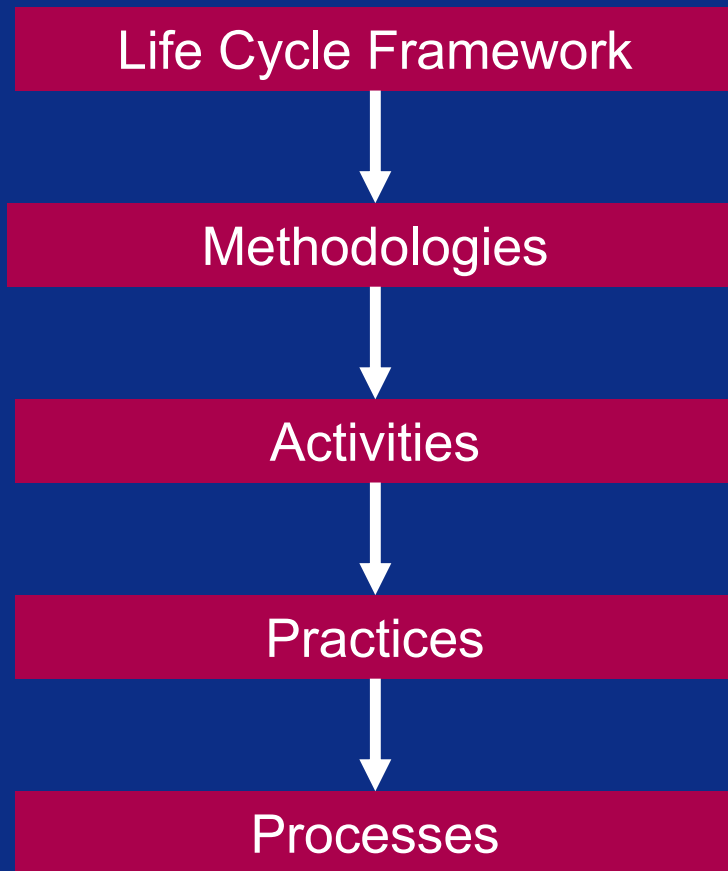 Life Cycle Framework
Methodologies
Activities
Practices
Processes